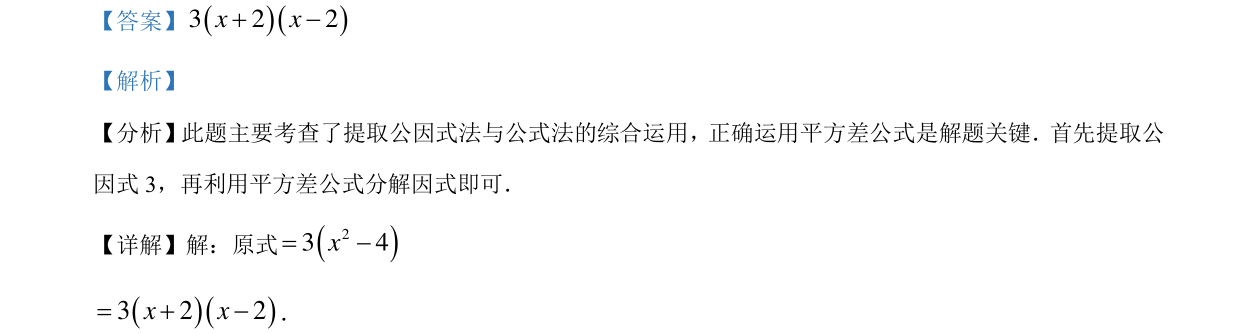 【答案】3(x+2)(x−2)
【解析】
【分析】此题主要考查了提取公因式法与公式法的综合运用，正确运用平方差公式是解题关键．首先提取公
因式 3，再利用平方差公式分解因式即可．
【详解】解：原式=3(x²−4)
=3(x+2)(x−2)．